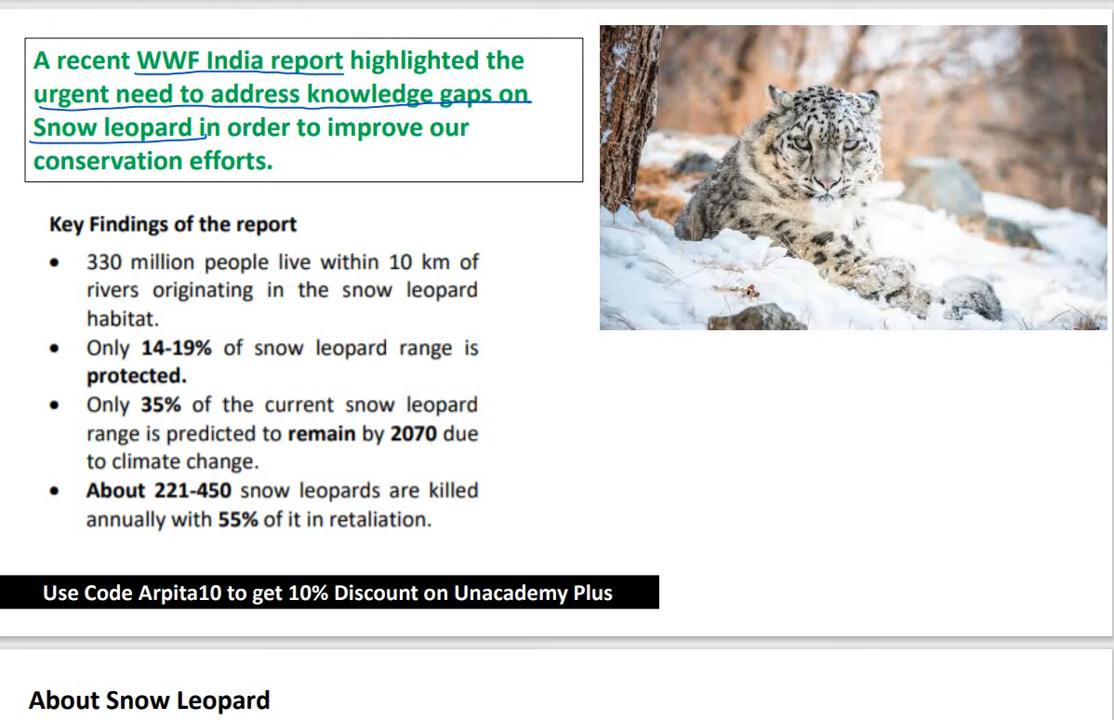 A recent WWF India report highlighted the
urgent need to address knowledge gaps on
Snow leopard in order to improve our
conservation efforts.
Key Findings of the report
• 330 million people live within 10 km of
rivers originating in the snow leopard
habitat.
• Only 14-19% of snow leopard range is
protected.
• Only 35% of the current snow leopard
range is predicted to remain by 2070 due
to climate change.
• About 221-450 snow leopards are killed
annually with 55% of it in retaliation.
Use Code Arpita10 to get 10% Discount on Unacademy Plus
About Snow Leopard